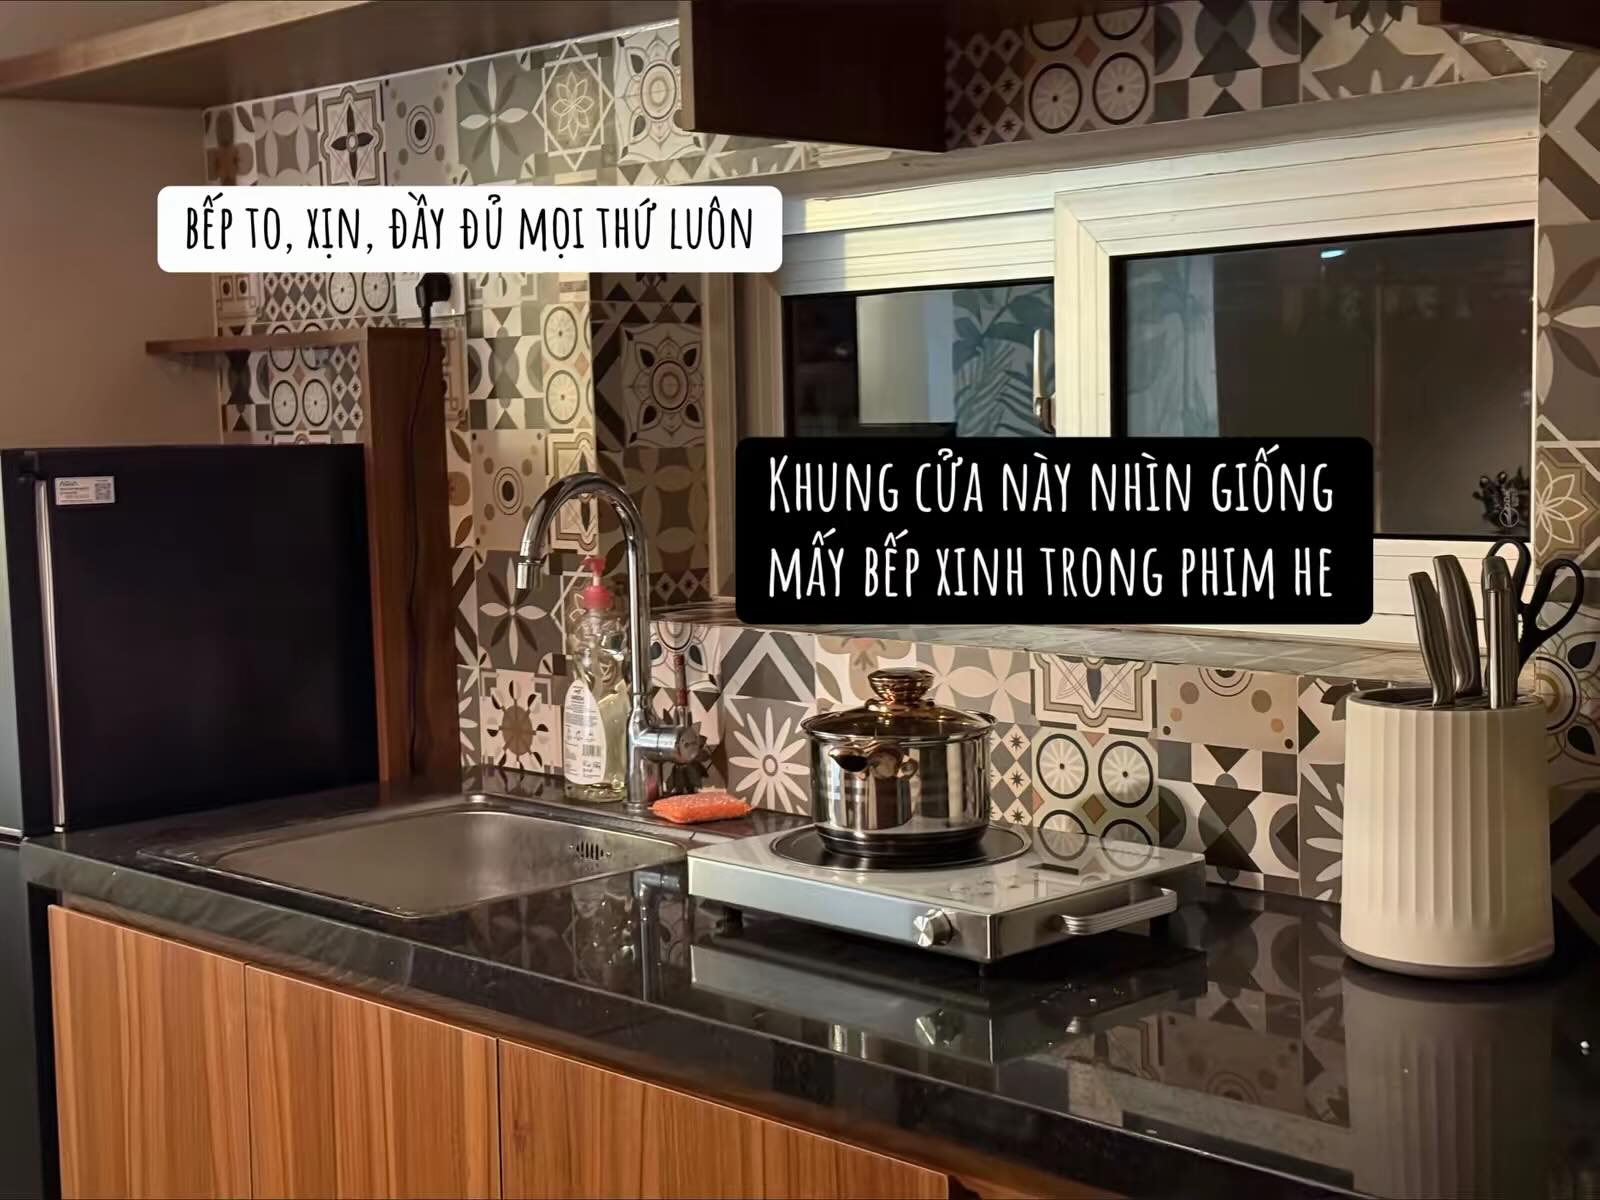 BẾP TO, XỊN, ĐẦY ĐỦ MỌI THỨ LUÔN
AQUA
KHUNG CỬA NÀY NHÌN GIỐNG
MẤY BẾP XINH TRONG PHIM HE